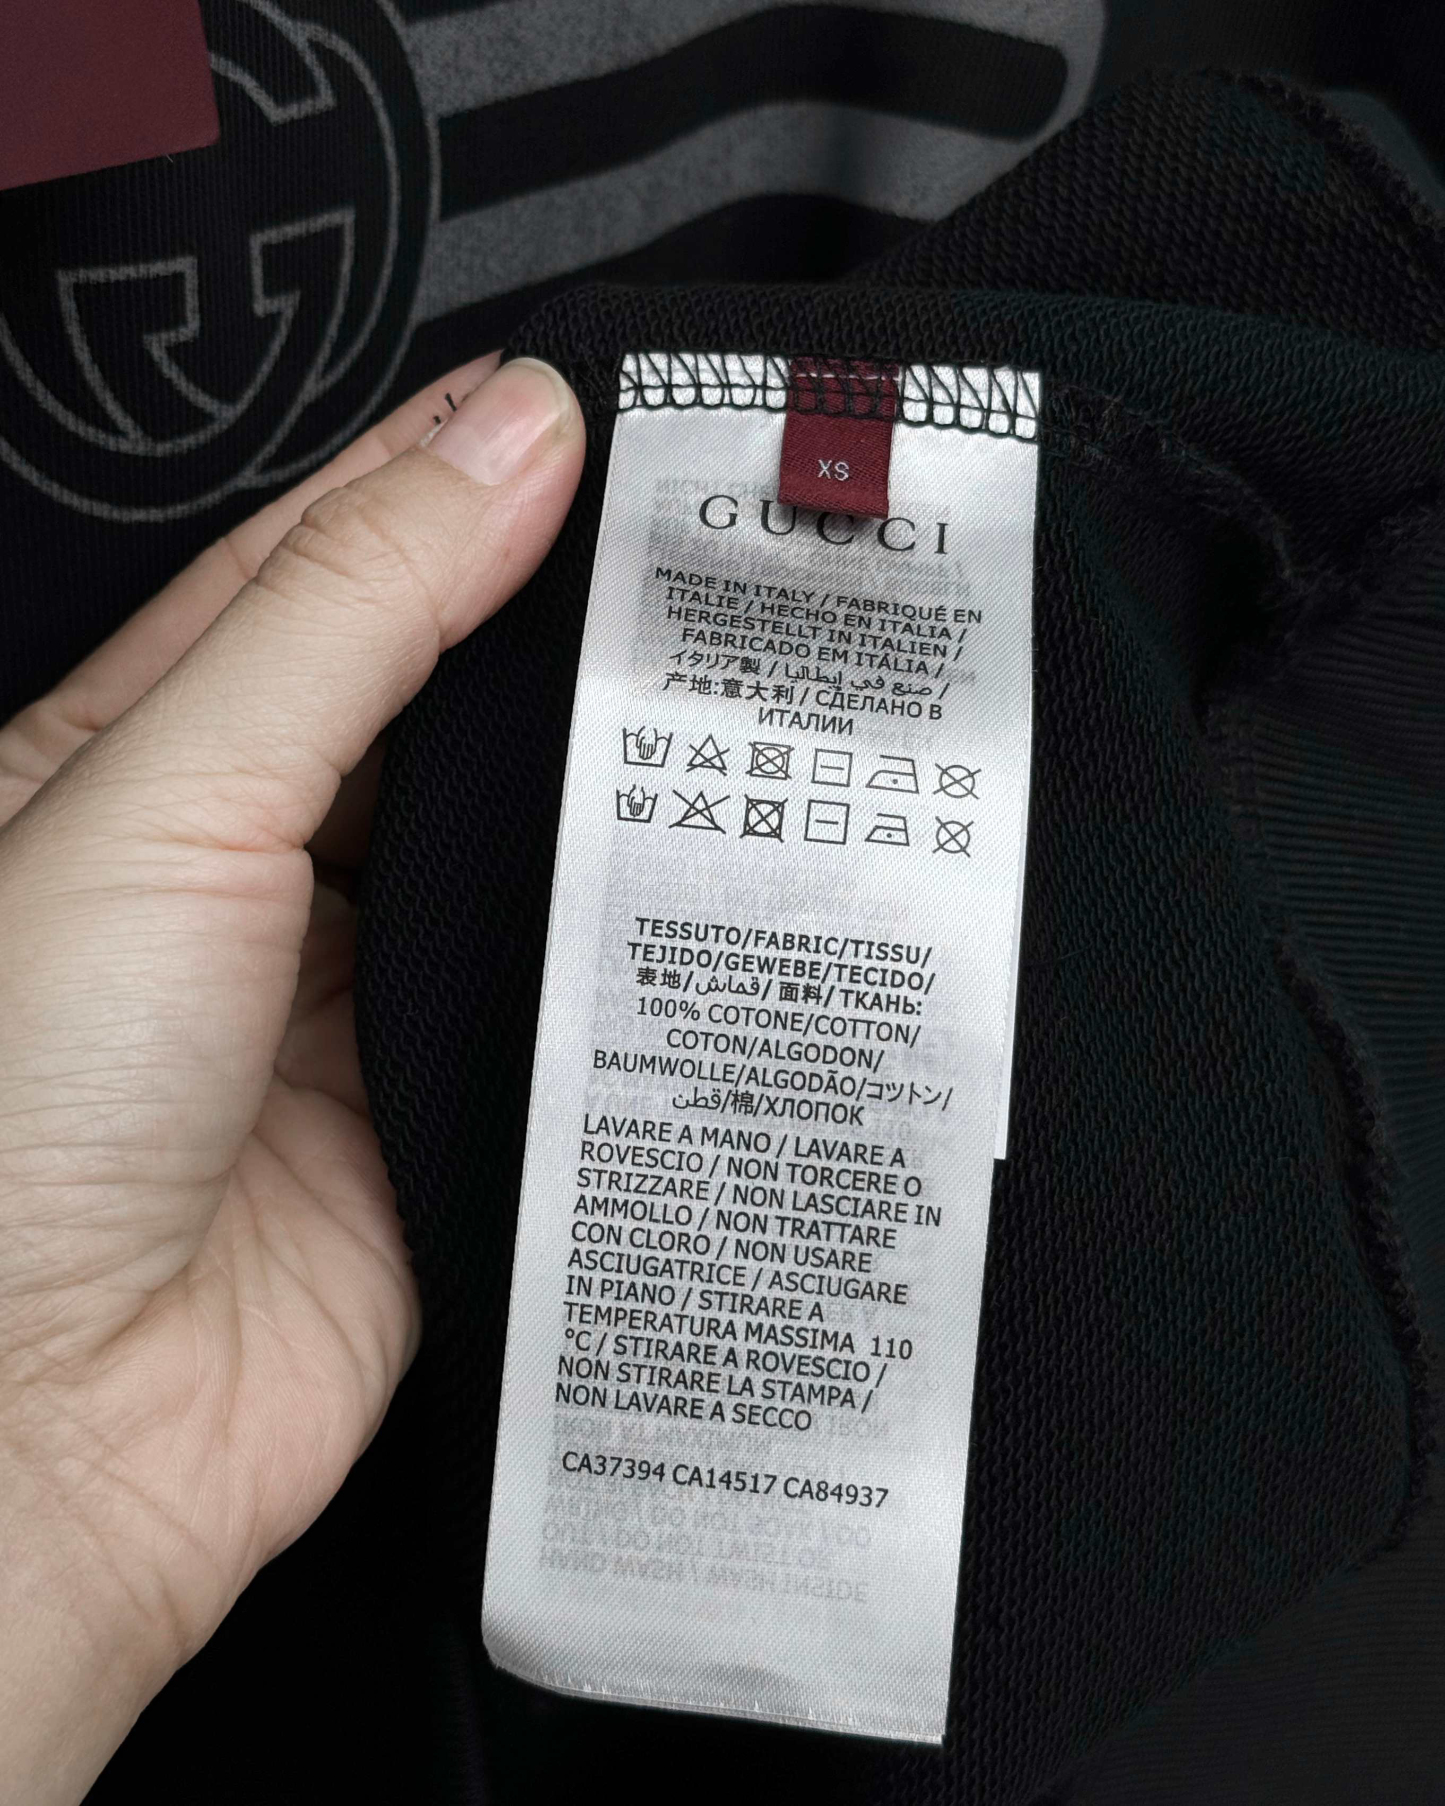 XS
GUCCI
MADE IN ITALY / FABRIQUÉ EN
ITALIE / HECHO EN ITALIA /
HERGESTELLT IN ITALIEN /
FABRICADO EM ITÁLIA /
イタリア製 / صنع في إيطاليا /
产地:意大利 / СДЕЛАНО В
ИТАЛИИ
TESSUTO/FABRIC/TISSU/
TEJIDO/GEWEBE/TECIDO/
表地/قماش/ 面料/ ТКАНЬ:
100% COTONE/COTTON/
COTON/ALGODON/
BAUMWOLLE/ALGODÃO/コットン/
قطن/棉/ХЛОПОК
LAVARE A MANO / LAVARE A
ROVESCIO / NON TORCERE O
STRIZZARE / NON LASCIARE IN
AMMOLLO / NON TRATTARE
CON CLORO / NON USARE
ASCIUGATRICE / ASCIUGARE
IN PIANO / STIRARE A
TEMPERATURA MASSIMA 110
°C / STIRARE A ROVESCIO /
NON STIRARE LA STAMPA /
NON LAVARE A SECCO
CA37394 CA14517 CA84937